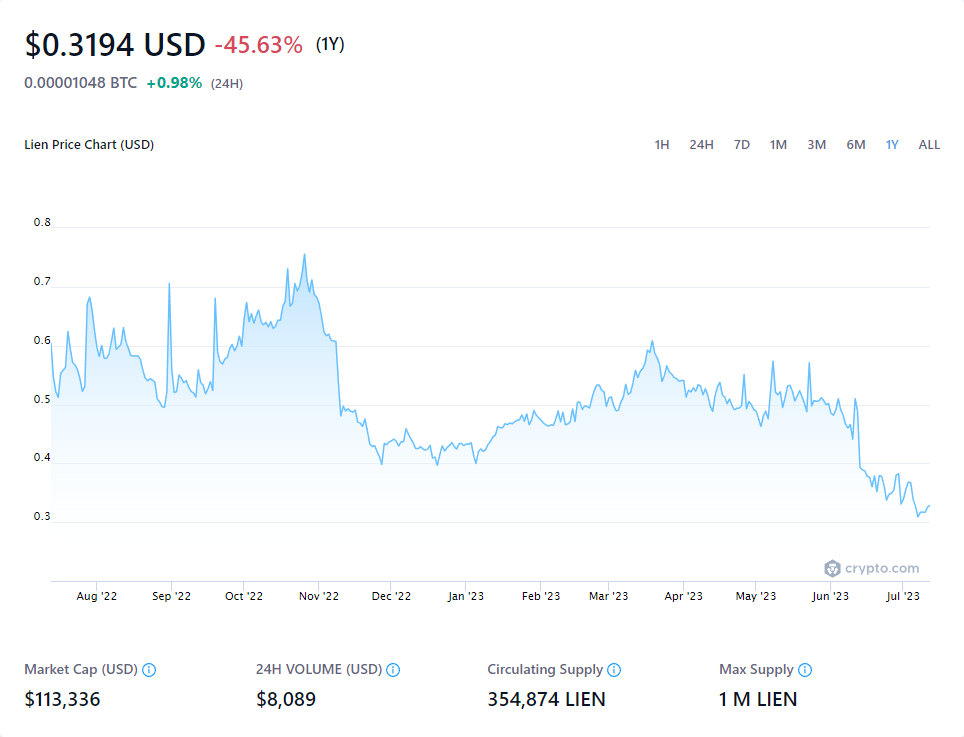 $0.3194 USD -45.63% (1Y)
0.00001048 BTC +0.98% (24H)
Lien Price Chart (USD) 1H 24H 7D 1M 3M 6M 1Y ALL
0.8
0.7
0.6
0.5
0.4
0.3
crypto.com
Aug '22 Sep '22 Oct '22 Nov '22 Dec '22 Jan '23 Feb '23 Mar '23 Apr '23 May '23 Jun '23 Jul '23
Market Cap (USD) 24H VOLUME (USD) Circulating Supply Max Supply
$113,336 $8,089 354,874 LIEN 1 M LIEN